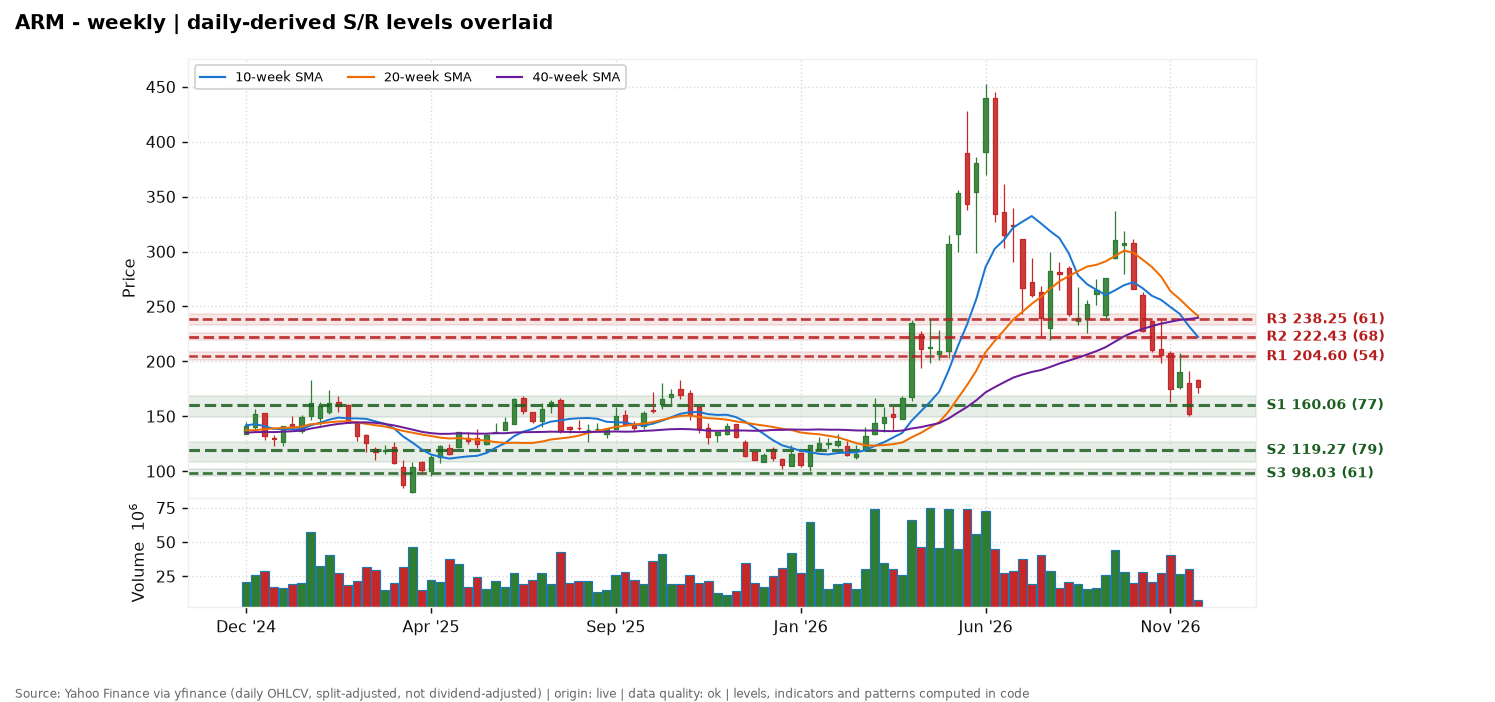 ARM - weekly | daily-derived S/R levels overlaid
10-week SMA 20-week SMA 40-week SMA
Price
450
400
350
300
250
200
150
100
R3 238.25 (61)
R2 222.43 (68)
R1 204.60 (54)
S1 160.06 (77)
S2 119.27 (79)
S3 98.03 (61)
Volume 10⁶
75
50
25
Dec '24 Apr '25 Sep '25 Jan '26 Jun '26 Nov '26
Source: Yahoo Finance via yfinance (daily OHLCV, split-adjusted, not dividend-adjusted) | origin: live | data quality: ok | levels, indicators and patterns computed in code